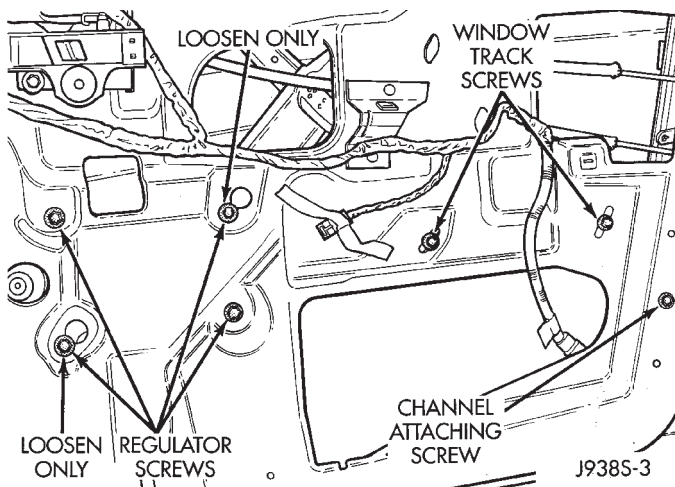 LOOSEN ONLY
WINDOW
TRACK
SCREWS
LOOSEN
ONLY
REGULATOR
SCREWS
CHANNEL
ATTACHING
SCREW
J938S-3